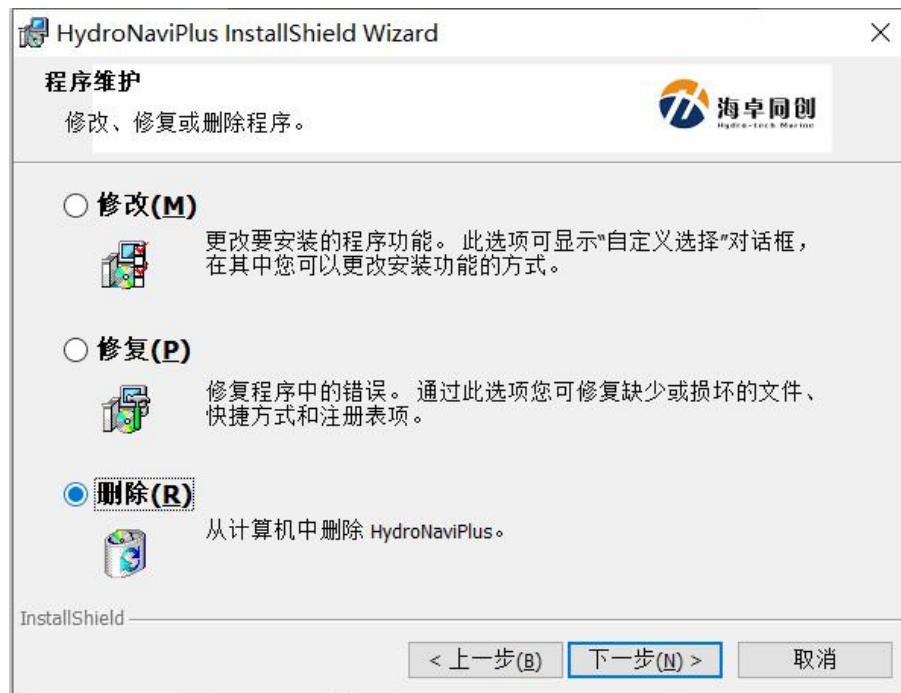 HydroNaviPlus InstallShield Wizard
程序维护
修改、修复或删除程序。
海卓同创
Hydro-tech Marine
修改(M)
更改要安装的程序功能。 此选项可显示“自定义选择”对话框，
在其中您可以更改安装功能的方式。
修复(P)
修复程序中的错误。 通过此选项您可修复缺少或损坏的文件、
快捷方式和注册表项。
删除(R)
从计算机中删除 HydroNaviPlus。
InstallShield
< 上一步(B)
下一步(N) >
取消